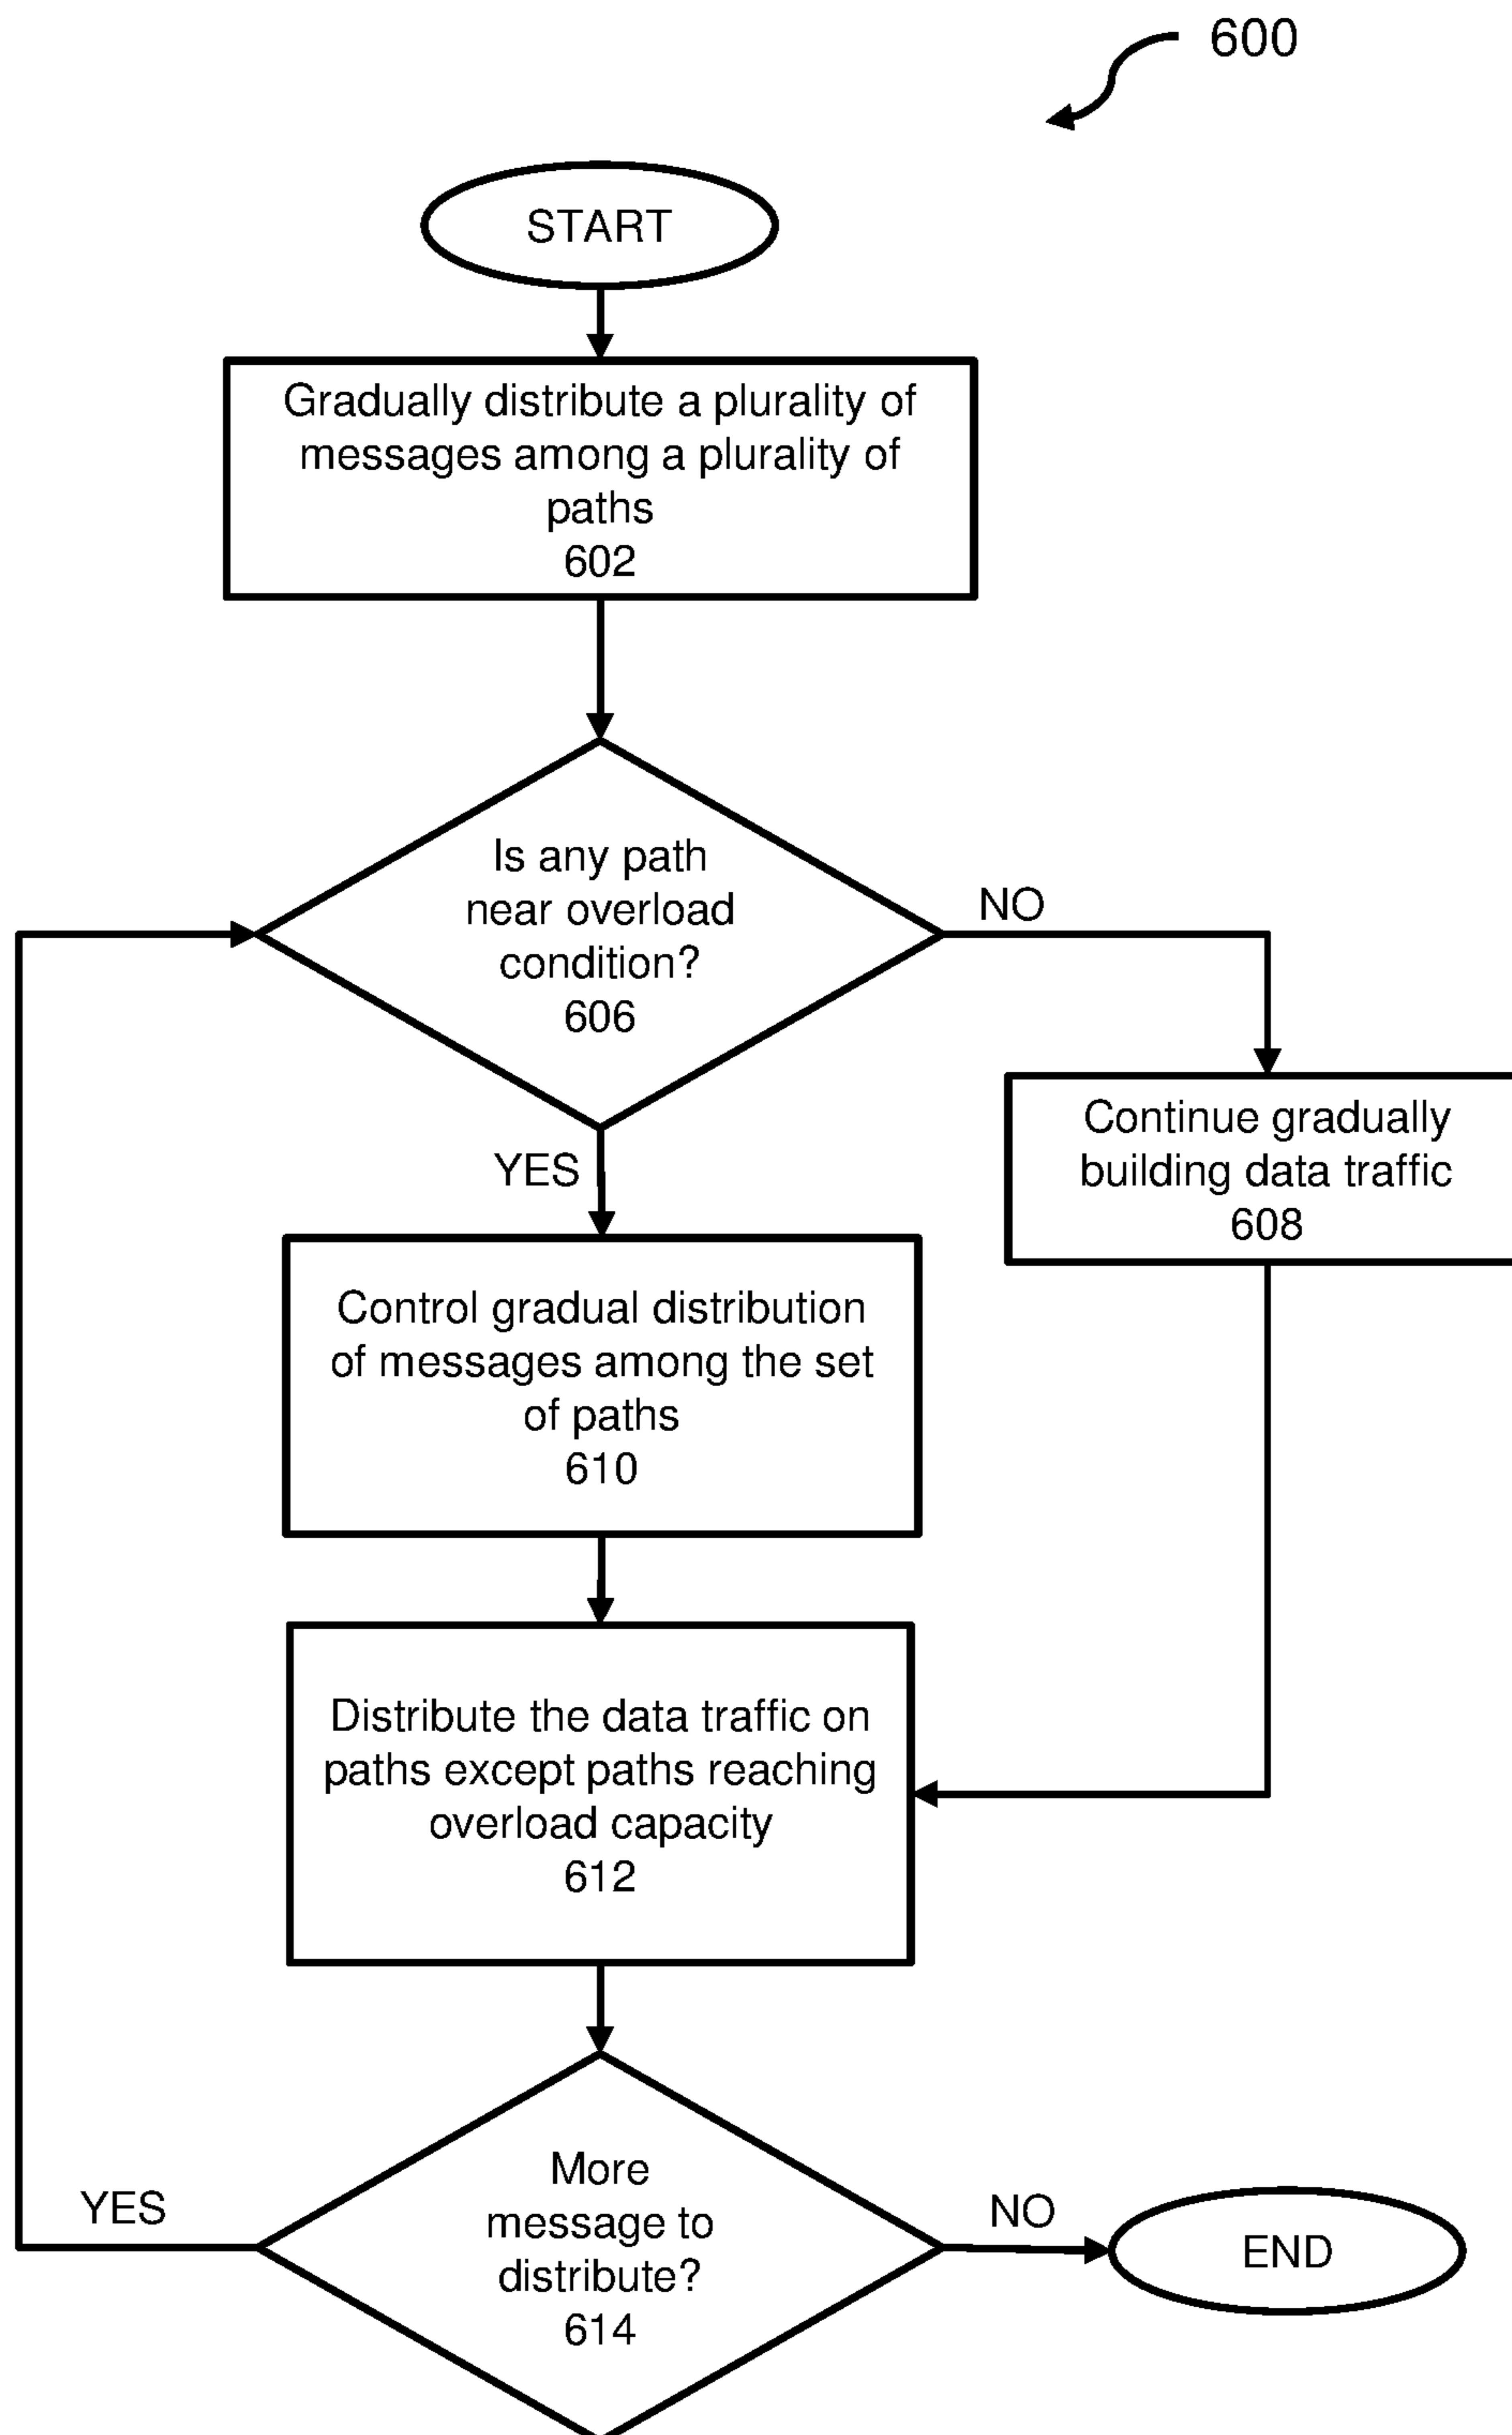 600
START
Gradually distribute a plurality of
messages among a plurality of
paths
602
Is any path
near overload
condition?
606
NO
YES
Continue gradually
building data traffic
608
Control gradual distribution
of messages among the set
of paths
610
Distribute the data traffic on
paths except paths reaching
overload capacity
612
More
message to
distribute?
614
YES
NO
END